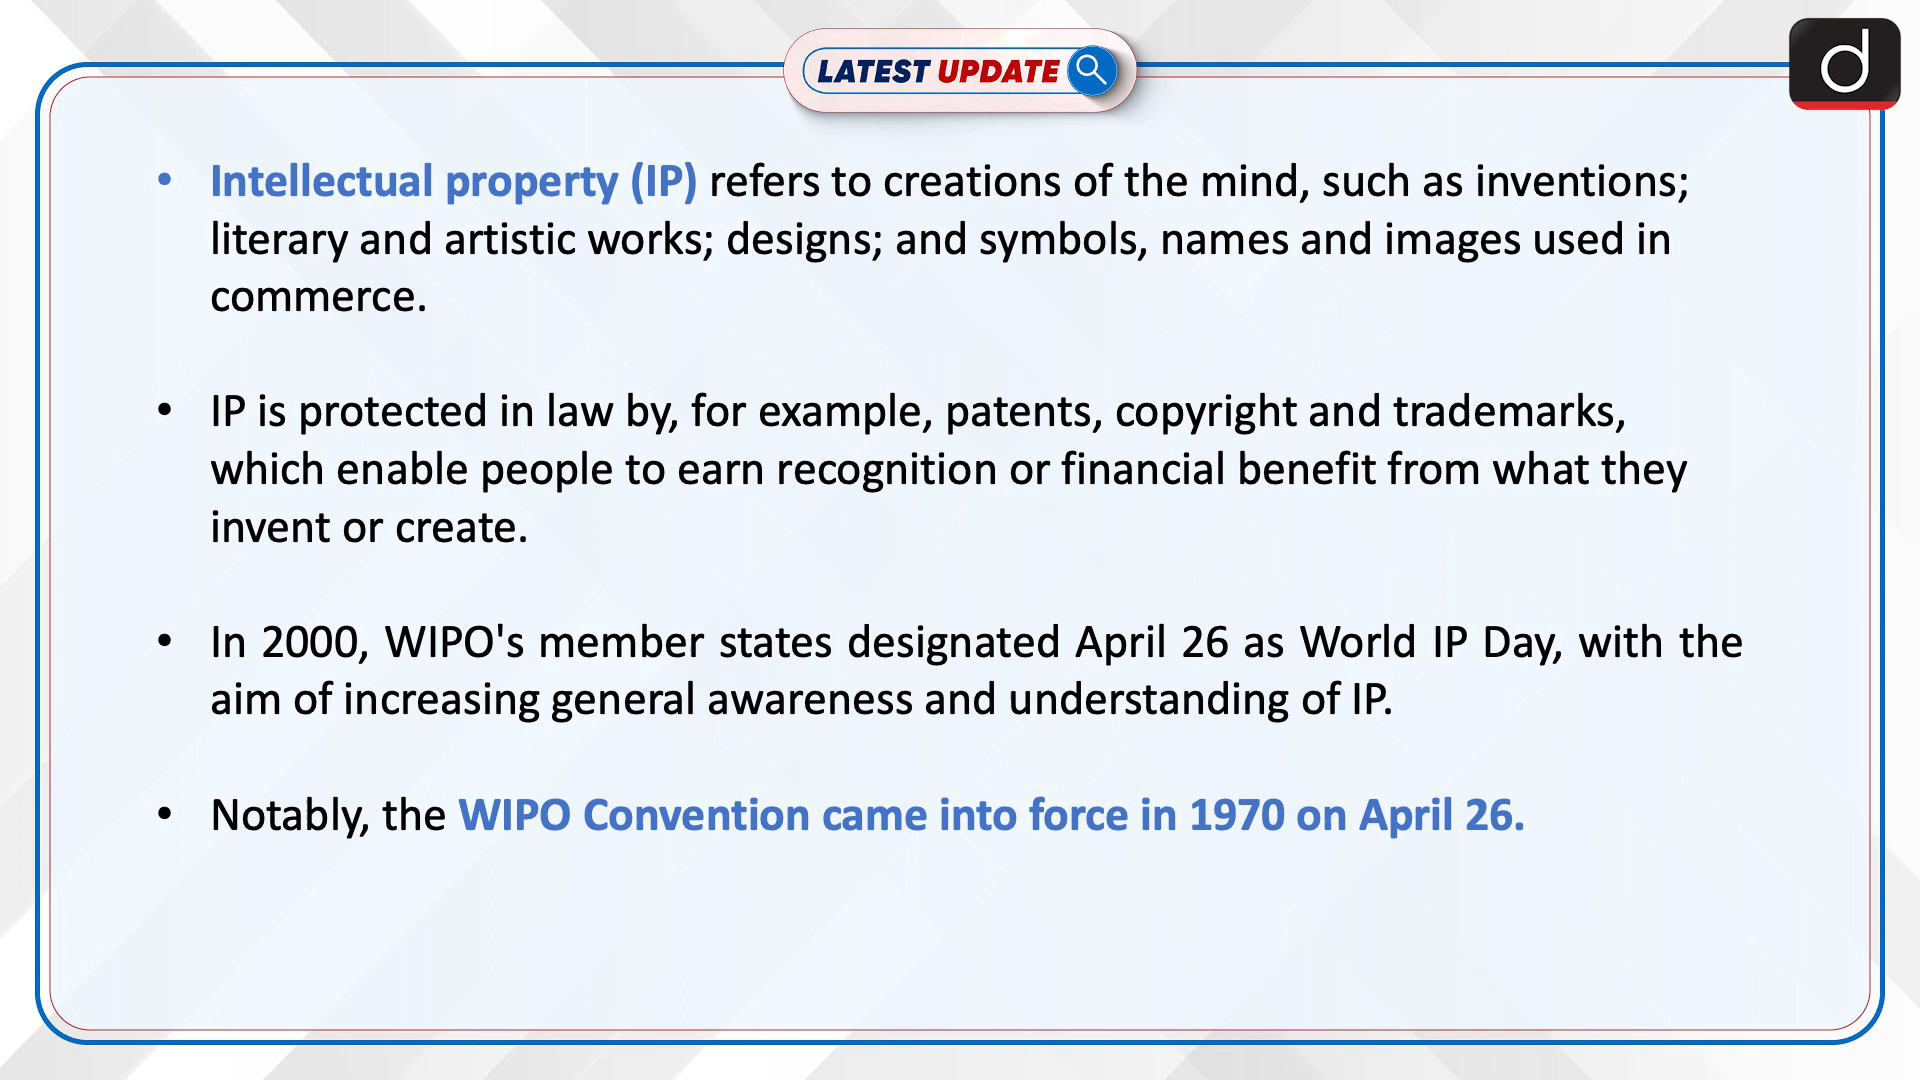 LATEST UPDATE
d
• Intellectual property (IP) refers to creations of the mind, such as inventions;
literary and artistic works; designs; and symbols, names and images used in
commerce.
• IP is protected in law by, for example, patents, copyright and trademarks,
which enable people to earn recognition or financial benefit from what they
invent or create.
• In 2000, WIPO's member states designated April 26 as World IP Day, with the
aim of increasing general awareness and understanding of IP.
• Notably, the WIPO Convention came into force in 1970 on April 26.